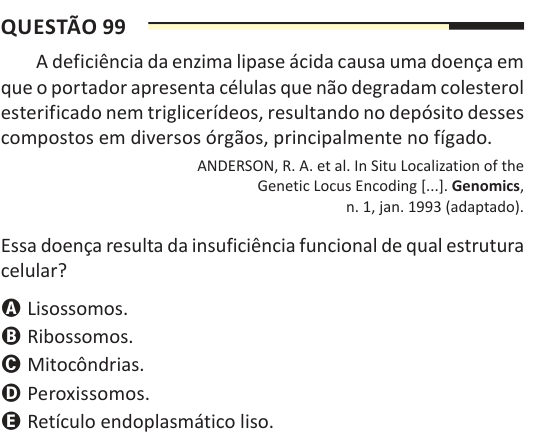 QUESTÃO 99
A deficiência da enzima lipase ácida causa uma doença em
que o portador apresenta células que não degradam colesterol
esterificado nem triglicerídeos, resultando no depósito desses
compostos em diversos órgãos, principalmente no fígado.
ANDERSON, R. A. et al. In Situ Localization of the
Genetic Locus Encoding [...]. Genomics,
n. 1, jan. 1993 (adaptado).
Essa doença resulta da insuficiência funcional de qual estrutura
celular?
A Lisossomos.
B Ribossomos.
C Mitocôndrias.
D Peroxissomos.
E Retículo endoplasmático liso.